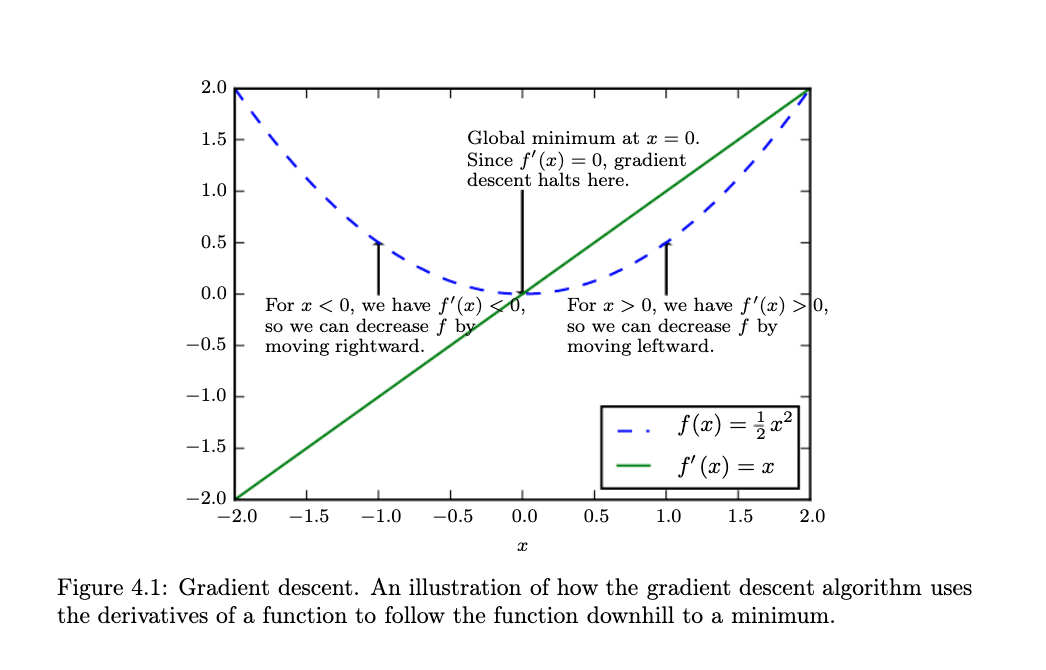 2.0
1.5
1.0
0.5
0.0
−0.5
−1.0
−1.5
−2.0
Global minimum at x = 0.
Since f′(x) = 0, gradient
descent halts here.
For x < 0, we have f′(x) < 0,
so we can decrease f by
moving rightward.
For x > 0, we have f′(x) > 0,
so we can decrease f by
moving leftward.
f(x) = ½ x²
f′(x) = x
−2.0 −1.5 −1.0 −0.5 0.0 0.5 1.0 1.5 2.0
x
Figure 4.1: Gradient descent. An illustration of how the gradient descent algorithm uses
the derivatives of a function to follow the function downhill to a minimum.